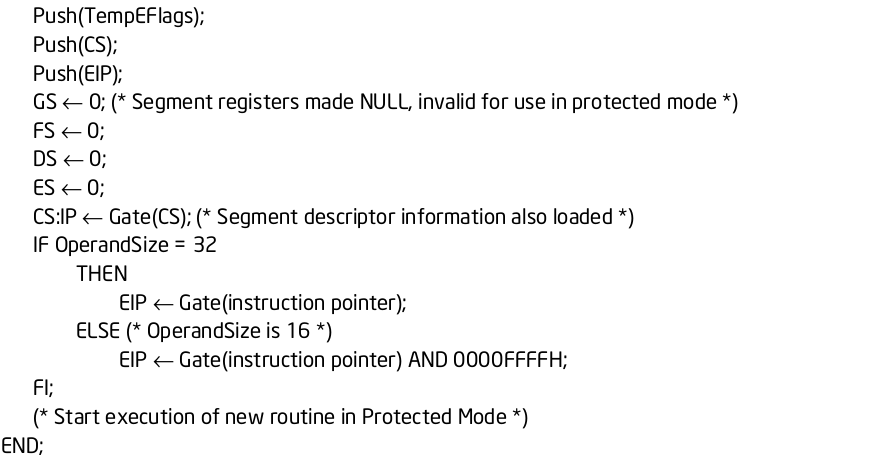 Push(TempEFlags);
Push(CS);
Push(EIP);
GS ← 0; (* Segment registers made NULL, invalid for use in protected mode *)
FS ← 0;
DS ← 0;
ES ← 0;
CS:IP ← Gate(CS); (* Segment descriptor information also loaded *)
IF OperandSize = 32
THEN
EIP ← Gate(instruction pointer);
ELSE (* OperandSize is 16 *)
EIP ← Gate(instruction pointer) AND 0000FFFFH;
FI;
(* Start execution of new routine in Protected Mode *)
END;